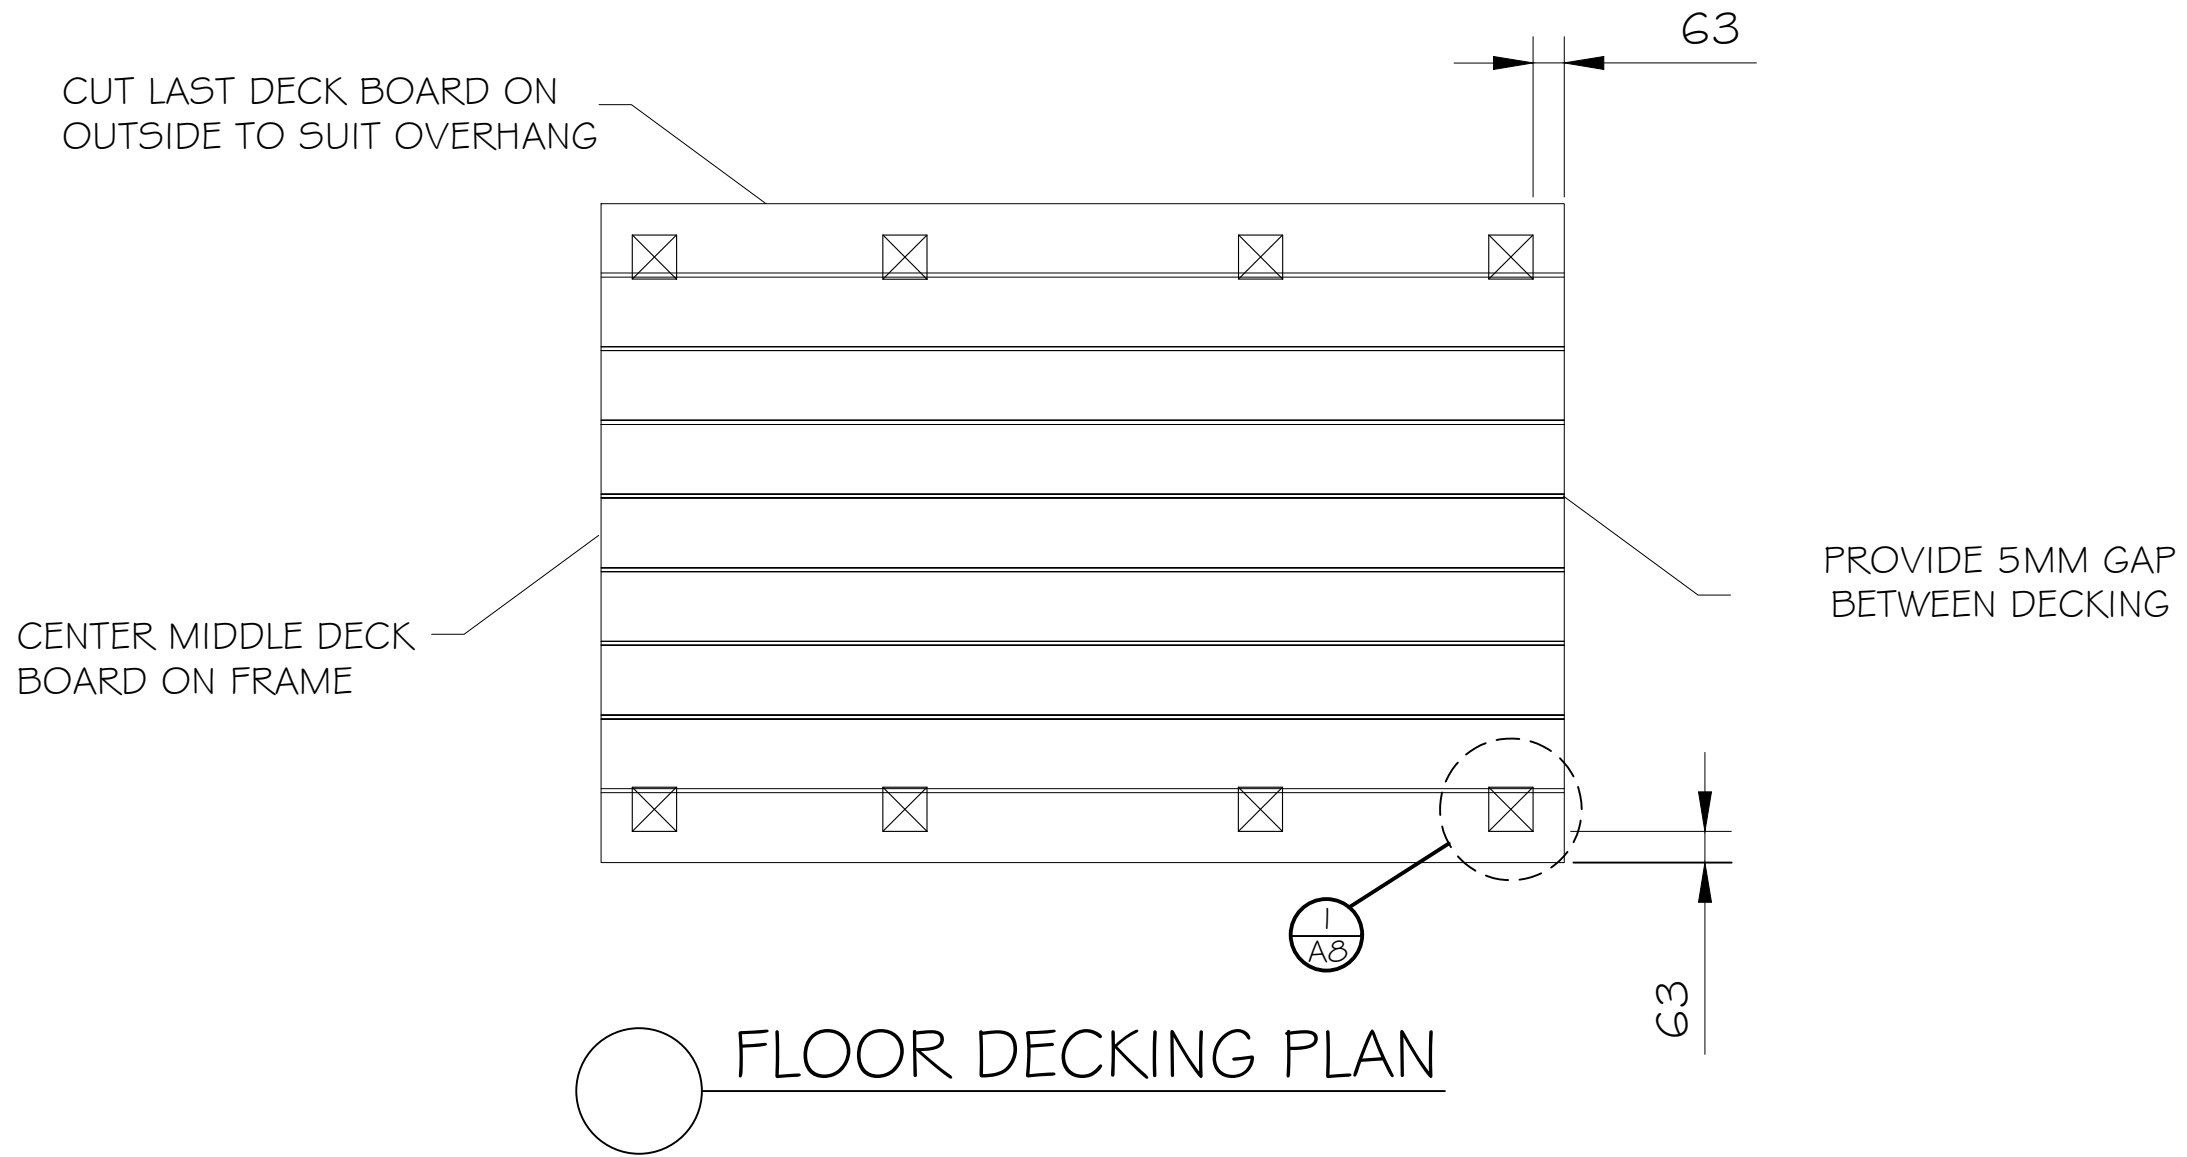 63
CUT LAST DECK BOARD ON
OUTSIDE TO SUIT OVERHANG
PROVIDE 5MM GAP
BETWEEN DECKING
CENTER MIDDLE DECK
BOARD ON FRAME
1
A8
63
FLOOR DECKING PLAN